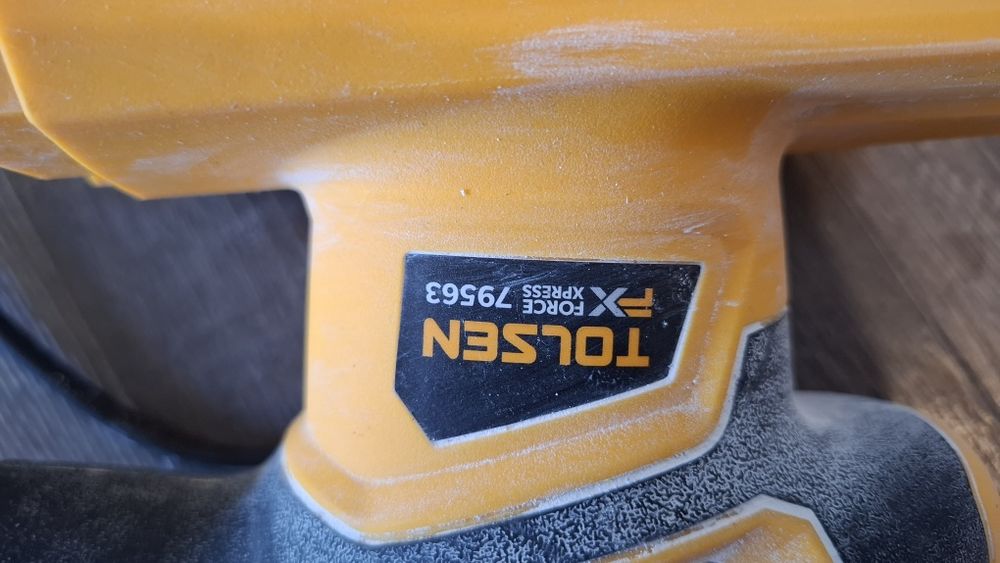 TOLSEN
FX FORCE XPRESS 79563